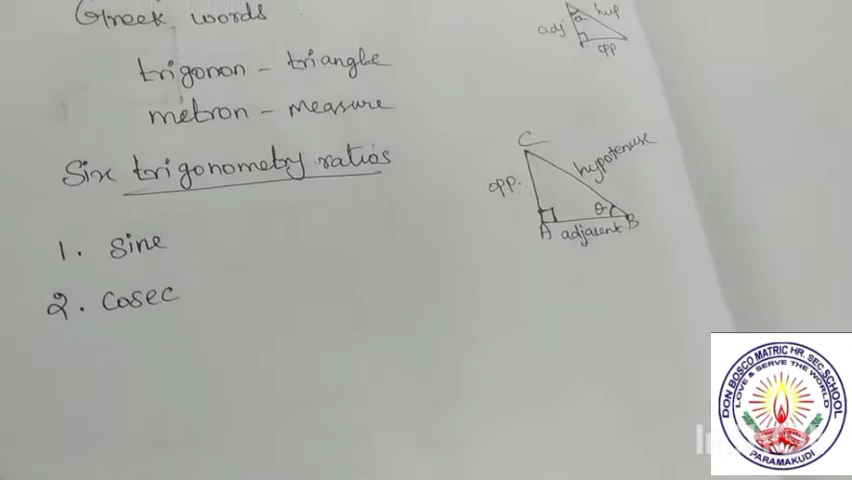 Greek words
trigonon - triangle
métron - measure
Six trigonometry ratios
1. sine
2. cosec
adj hyp
α
opp
C
opp. hypotenuse
θ
A adjacent B
DON BOSCO MATRIC HR. SEC SCHOOL
LOVE & SERVE THE WORLD
PARAMAKUDI